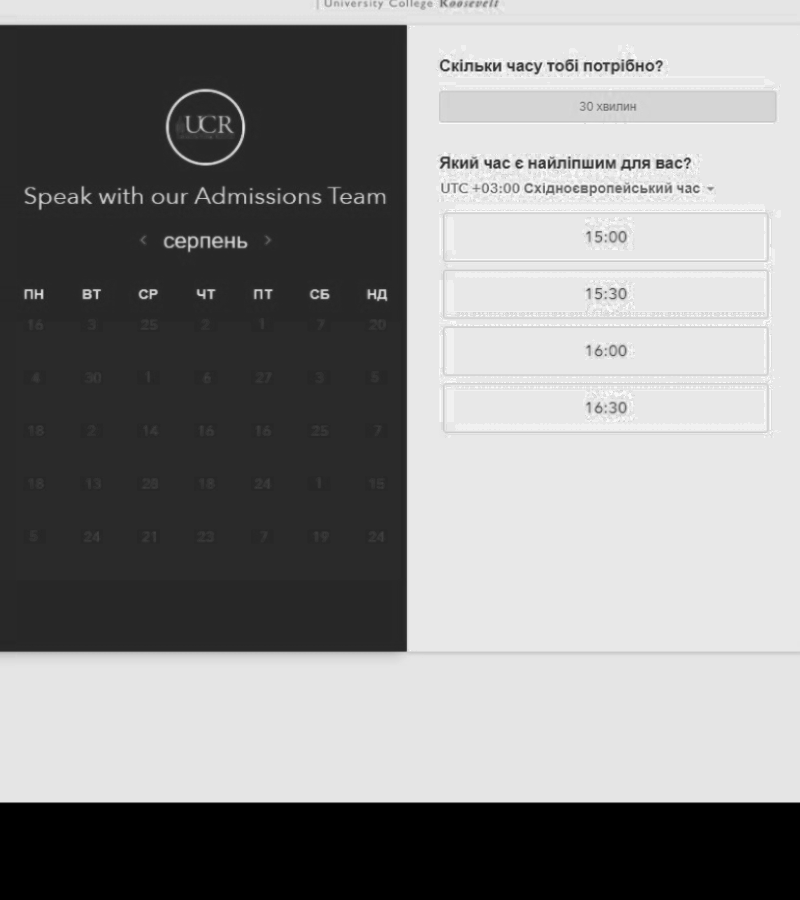 University College Roosevelt
UCR
Speak with our Admissions Team
серпень
ПН ВТ СР ЧТ ПТ СБ НД
16 3 25 2 1 7 20
4 30 1 6 27 3 5
18 2 14 16 16 25 7
18 13 28 18 24 1 15
5 24 21 23 7 19 24
Скільки часу тобі потрібно?
30 хвилин
Який час є найліпшим для вас?
UTC +03:00 Східноєвропейський час
15:00
15:30
16:00
16:30